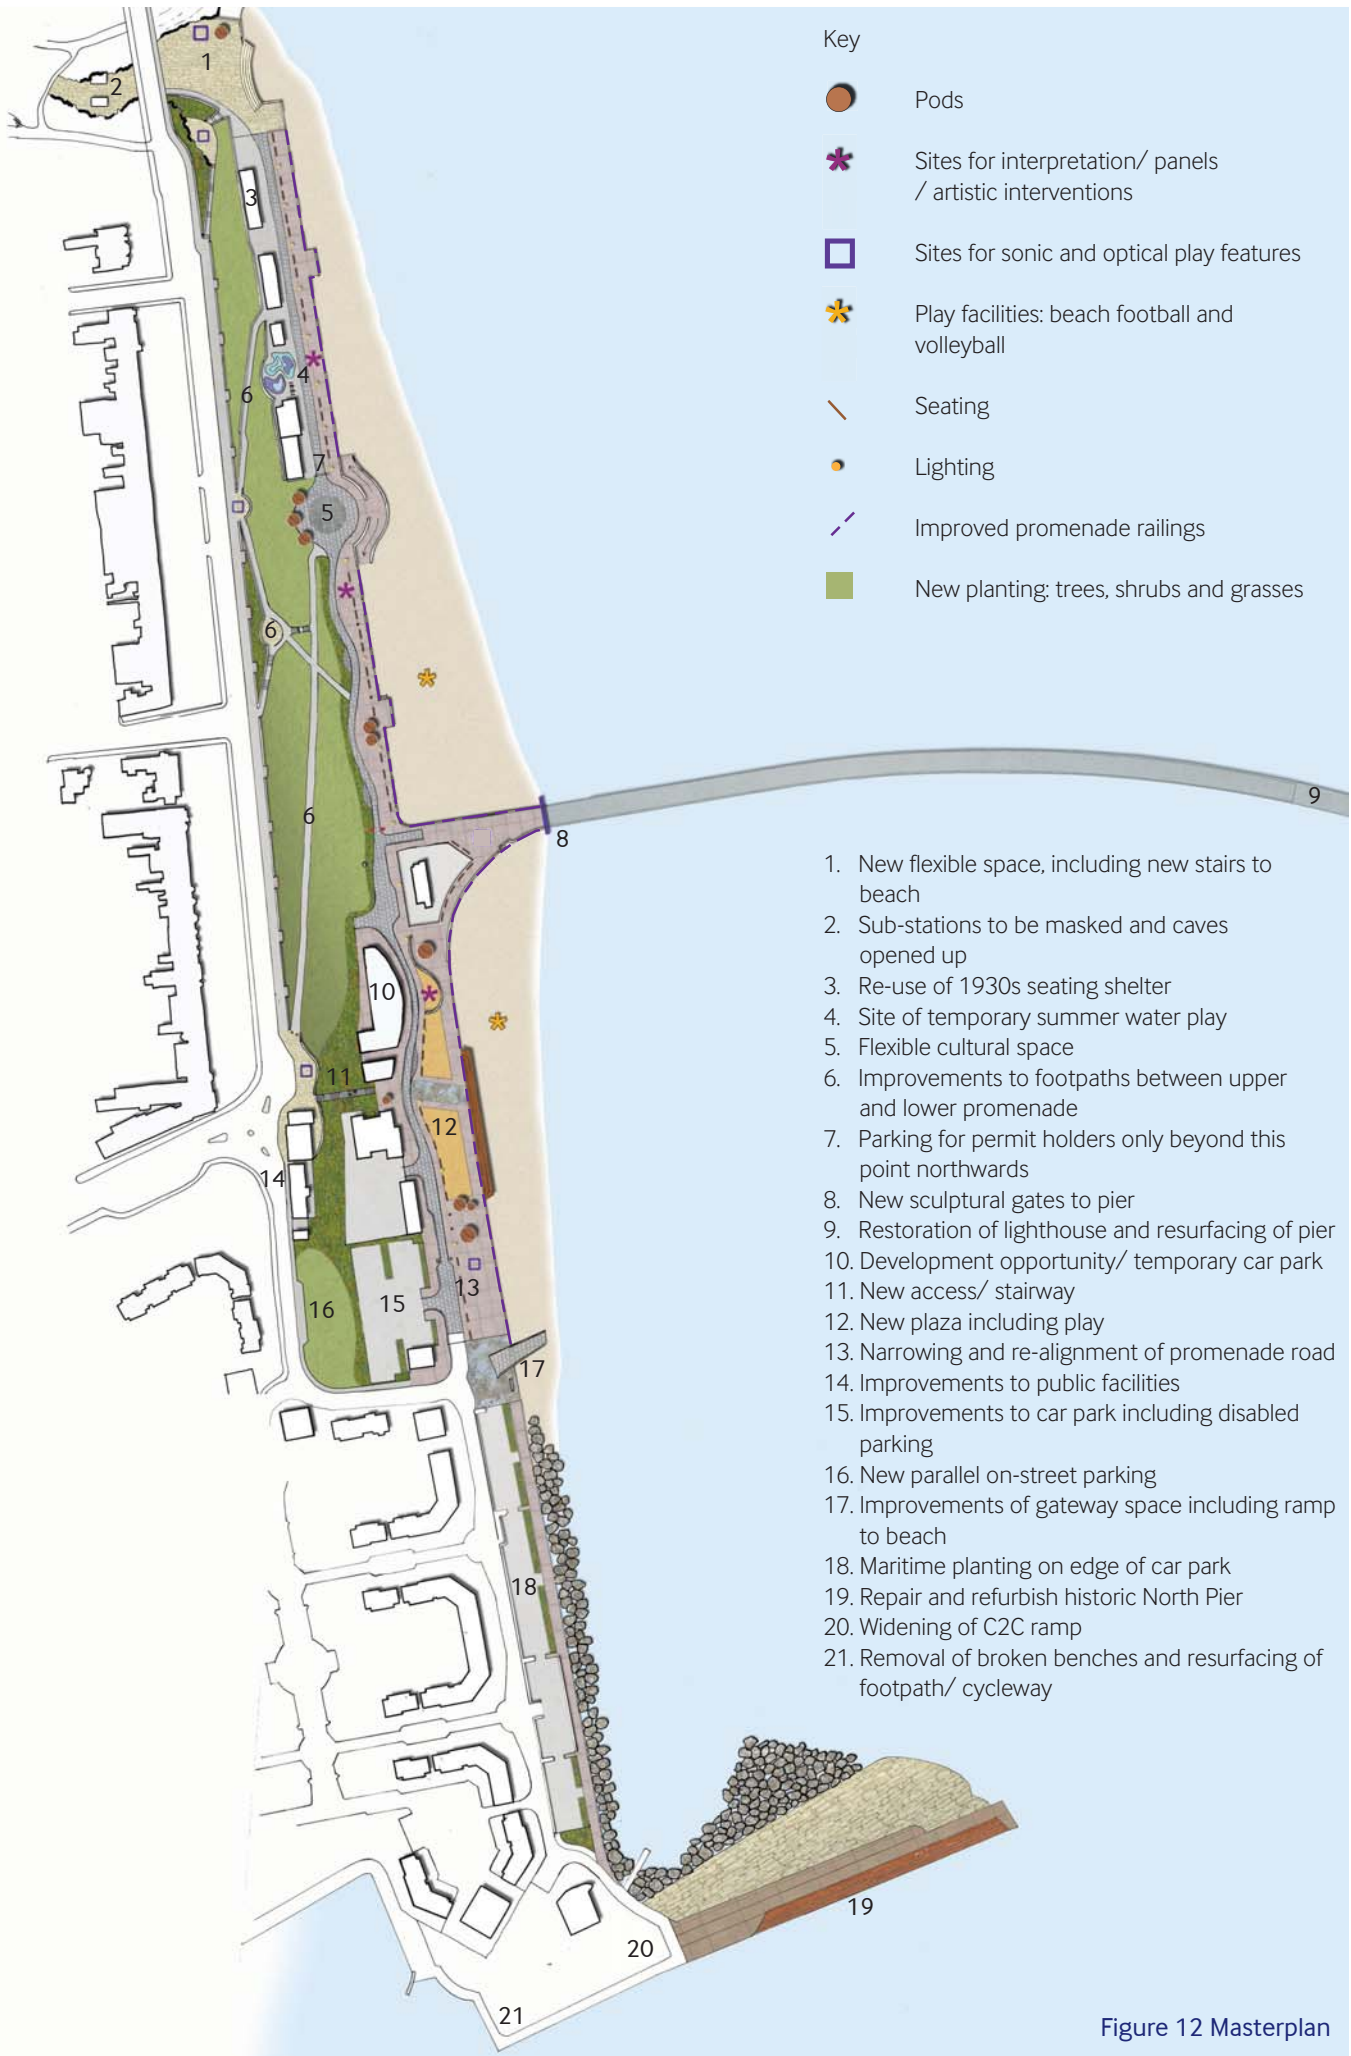 Key
Pods
Sites for interpretation/ panels
/ artistic interventions
Sites for sonic and optical play features
Play facilities: beach football and
volleyball
Seating
Lighting
Improved promenade railings
New planting: trees, shrubs and grasses
1
2
3
4
6
7
5
6
6
8
9
10
11
12
14
13
15
16
17
18
19
20
21
1. New flexible space, including new stairs to
beach
2. Sub-stations to be masked and caves
opened up
3. Re-use of 1930s seating shelter
4. Site of temporary summer water play
5. Flexible cultural space
6. Improvements to footpaths between upper
and lower promenade
7. Parking for permit holders only beyond this
point northwards
8. New sculptural gates to pier
9. Restoration of lighthouse and resurfacing of pier
10. Development opportunity/ temporary car park
11. New access/ stairway
12. New plaza including play
13. Narrowing and re-alignment of promenade road
14. Improvements to public facilities
15. Improvements to car park including disabled
parking
16. New parallel on-street parking
17. Improvements of gateway space including ramp
to beach
18. Maritime planting on edge of car park
19. Repair and refurbish historic North Pier
20. Widening of C2C ramp
21. Removal of broken benches and resurfacing of
footpath/ cycleway
Figure 12 Masterplan